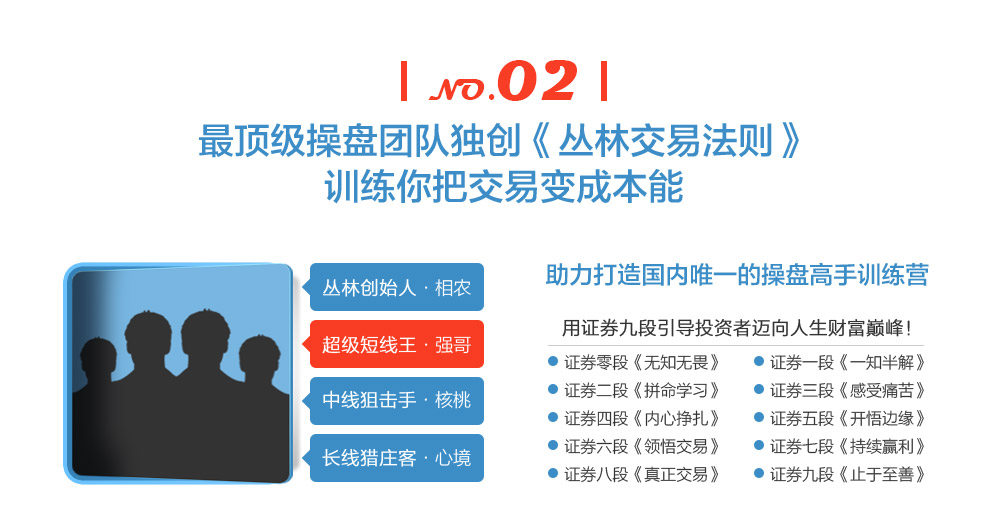 NO.02
最顶级操盘团队独创《丛林交易法则》
训练你把交易变成本能
丛林创始人·相农
超级短线王·强哥
中线狙击手·核桃
长线猎庄客·心境
助力打造国内唯一的操盘高手训练营
用证券九段引导投资者迈向人生财富巅峰!
证券零段《无知无畏》
证券一段《一知半解》
证券二段《拼命学习》
证券三段《感受痛苦》
证券四段《内心挣扎》
证券五段《开悟边缘》
证券六段《领悟交易》
证券七段《持续赢利》
证券八段《真正交易》
证券九段《止于至善》